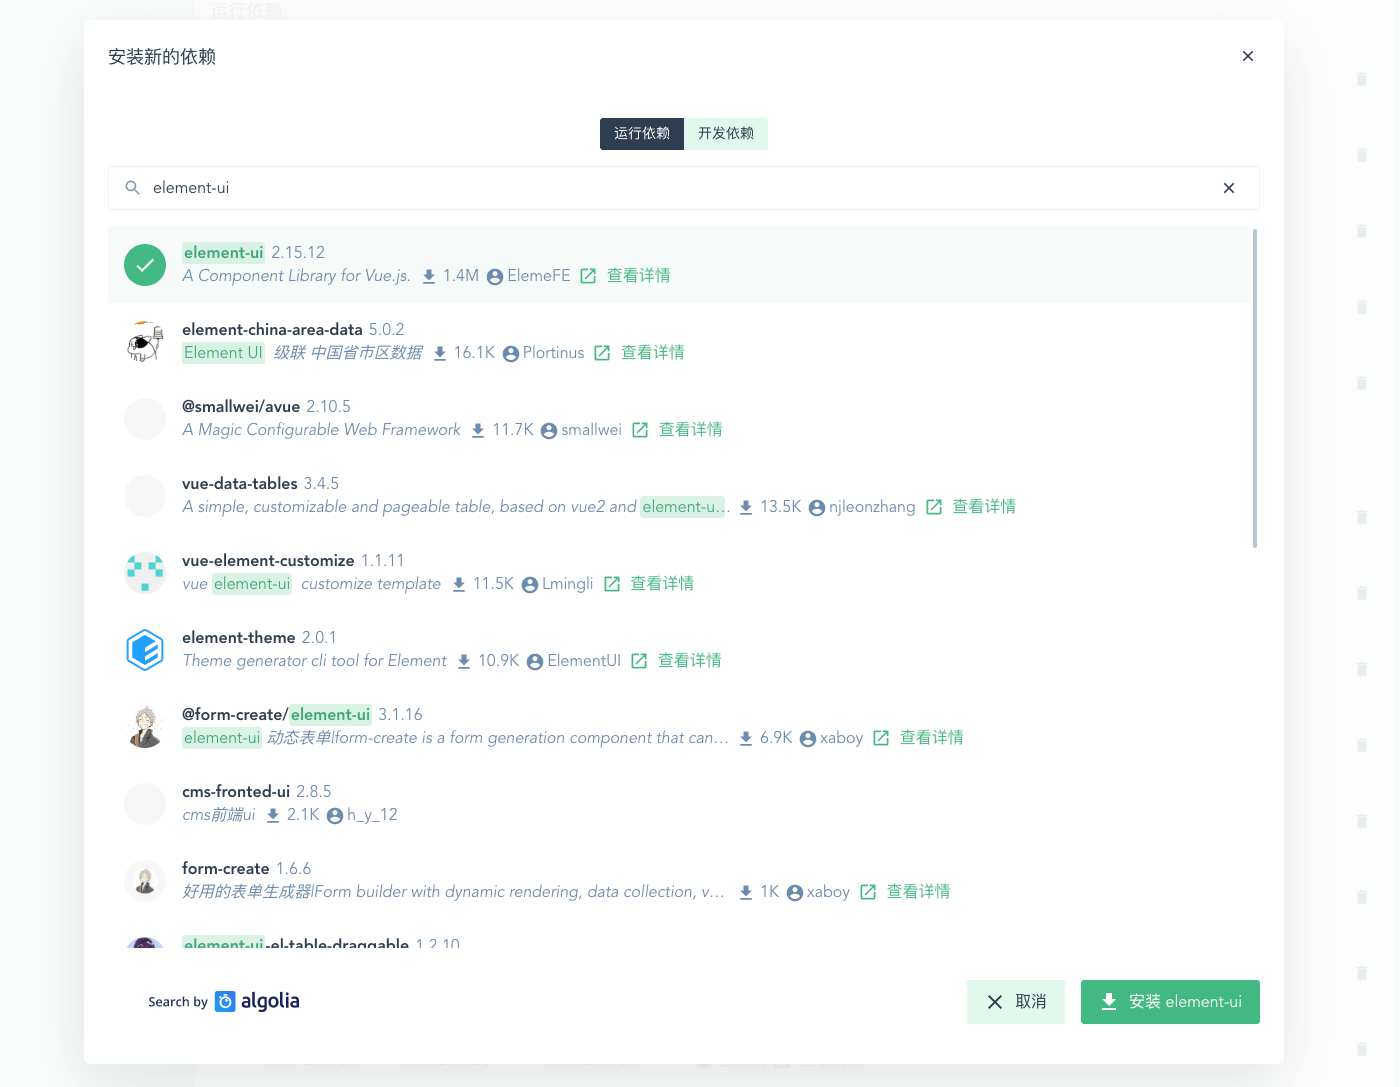 运行依赖
安装新的依赖
运行依赖 开发依赖
element-ui
element-ui 2.15.12
A Component Library for Vue.js. 1.4M ElemeFE 查看详情
element-china-area-data 5.0.2
Element UI 级联 中国省市区数据 16.1K Plortinus 查看详情
@smallwei/avue 2.10.5
A Magic Configurable Web Framework 11.7K smallwei 查看详情
vue-data-tables 3.4.5
A simple, customizable and pageable table, based on vue2 and element-u... 13.5K njleonzhang 查看详情
vue-element-customize 1.1.11
vue element-ui customize template 11.5K Lmingli 查看详情
element-theme 2.0.1
Theme generator cli tool for Element 10.9K ElementUI 查看详情
@form-create/element-ui 3.1.16
element-ui 动态表单|form-create is a form generation component that can... 6.9K xaboy 查看详情
cms-fronted-ui 2.8.5
cms前端ui 2.1K h_y_12
form-create 1.6.6
好用的表单生成器|Form builder with dynamic rendering, data collection, v... 1K xaboy 查看详情
element-ui-el-table-draggable 1.2.10
Search by algolia
取消 安装 element-ui